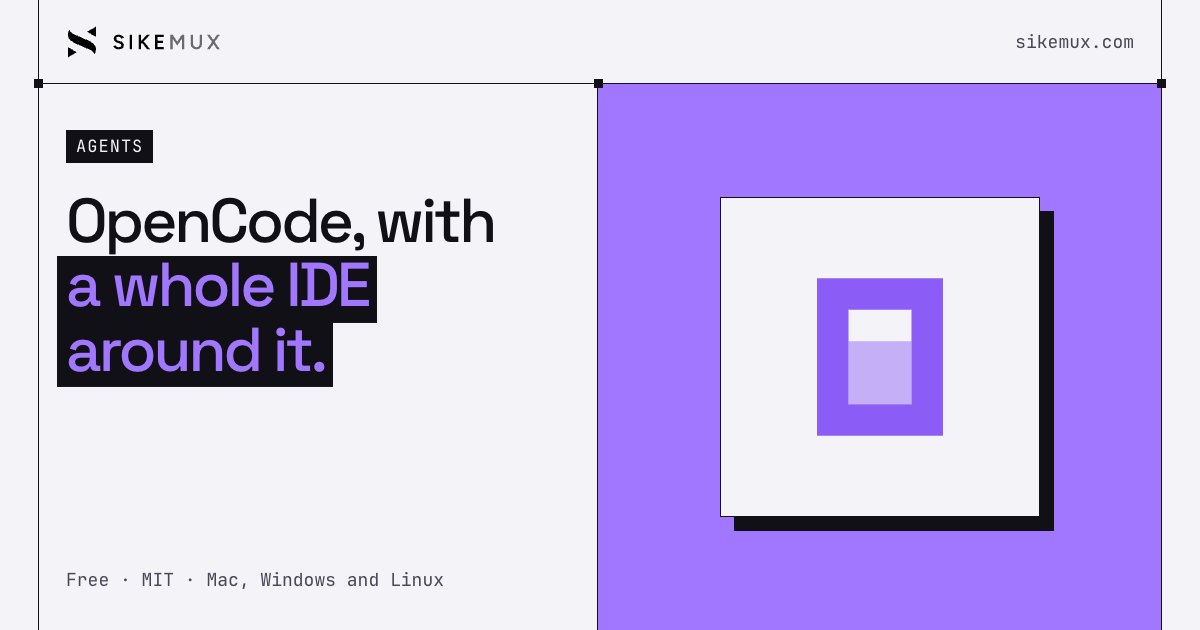 SIKEMUX
sikemux.com
AGENTS
OpenCode, with
a whole IDE
around it.
Free · MIT · Mac, Windows and Linux